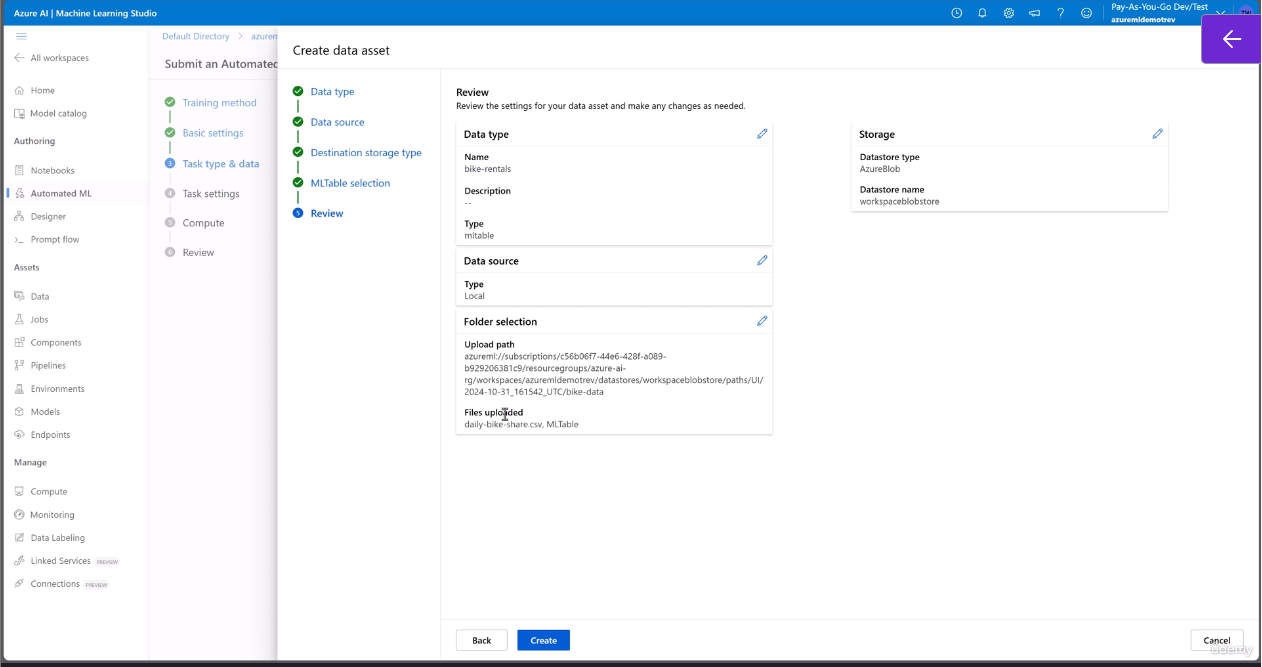 Azure AI | Machine Learning Studio
Pay-As-You-Go Dev/Test
azuremldemotrev
All workspaces
Home
Model catalog
Authoring
Notebooks
Automated ML
Designer
Prompt flow
Assets
Data
Jobs
Components
Pipelines
Environments
Models
Endpoints
Manage
Compute
Monitoring
Data Labeling
Linked Services PREVIEW
Connections PREVIEW
Default Directory > azurem
Submit an Automated
Training method
Basic settings
3 Task type & data
4 Task settings
5 Compute
6 Review
Create data asset
Data type
Data source
Destination storage type
MLTable selection
5 Review
Review
Review the settings for your data asset and make any changes as needed.
Data type
Name
bike-rentals
Description
--
Type
mltable
Data source
Type
Local
Folder selection
Upload path
azureml://subscriptions/c56b06f7-44e6-428f-a089-
b929206381c9/resourcegroups/azure-ai-
rg/workspaces/azuremldemotrev/datastores/workspaceblobstore/paths/UI/
2024-10-31_161542_UTC/bike-data
Files uploaded
daily-bike-share.csv, MLTable
Storage
Datastore type
AzureBlob
Datastore name
workspaceblobstore
Back
Create
Cancel
udemy